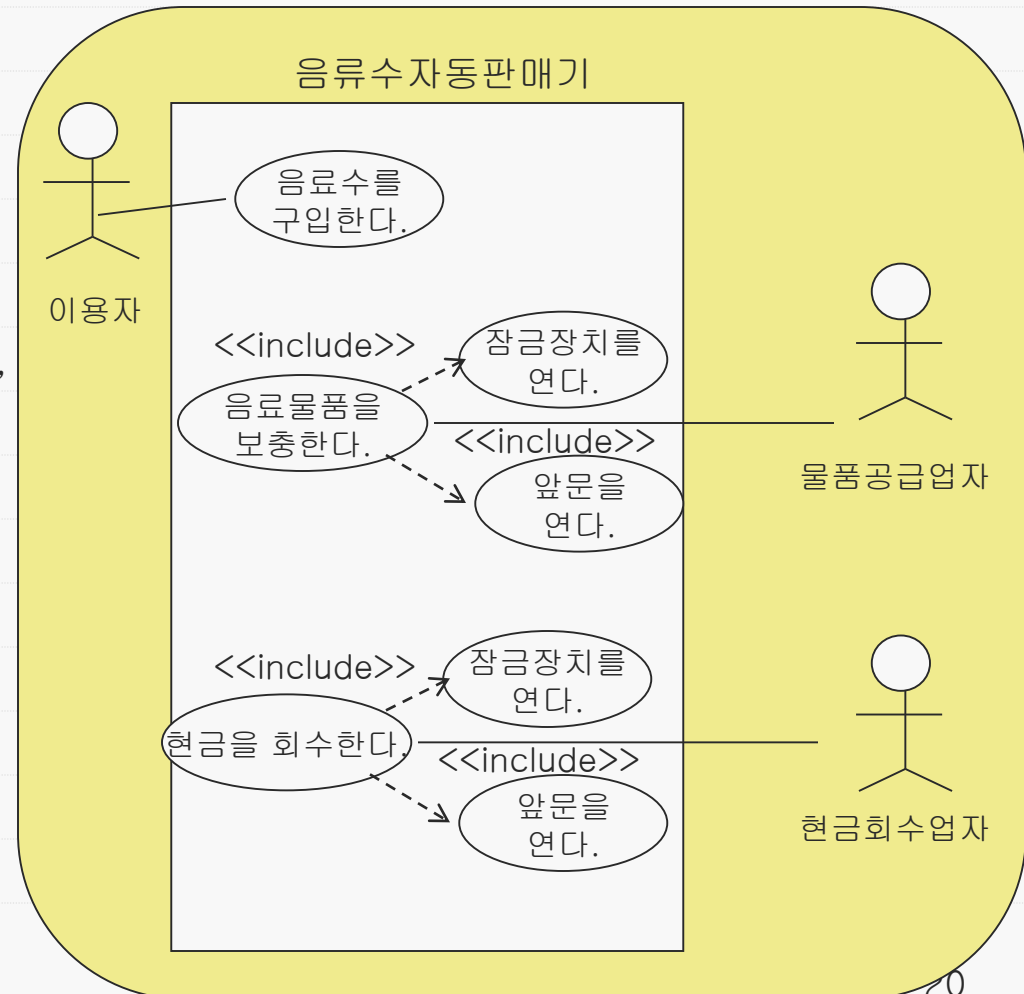 음류수자동판매기
음료수를
구입한다.
이용자
<<include>>
잠금장치를
연다.
음료물품을
보충한다.
<<include>>
앞문을
연다.
물품공급업자
<<include>>
잠금장치를
연다.
현금을 회수한다.
<<include>>
앞문을
연다.
현금회수업자